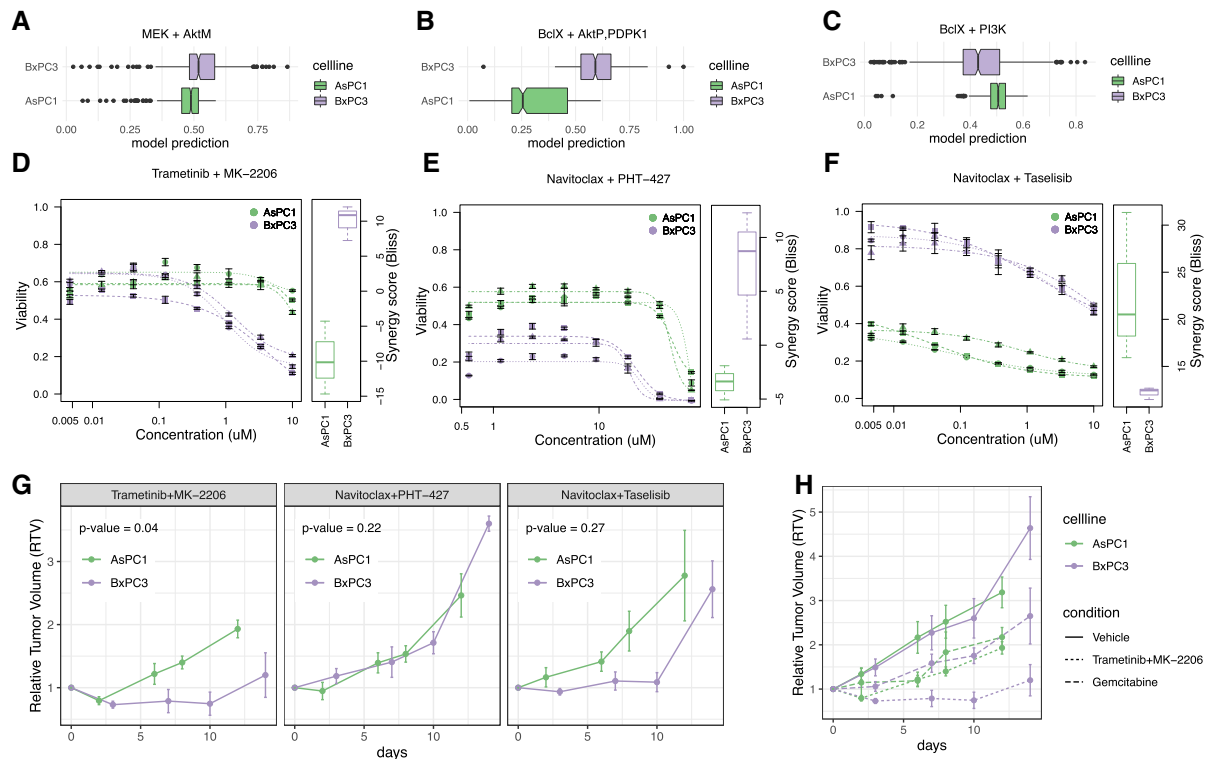 A
MEK + AktM
BxPC3
AsPC1
0.00 0.25 0.50 0.75
model prediction
cellline
AsPC1
BxPC3
B
BclX + AktP,PDPK1
BxPC3
AsPC1
0.00 0.25 0.50 0.75 1.00
model prediction
cellline
AsPC1
BxPC3
C
BclX + PI3K
BxPC3
AsPC1
0.0 0.2 0.4 0.6 0.8
model prediction
cellline
AsPC1
BxPC3
D
Trametinib + MK−2206
Viability
1.0
0.8
0.6
0.4
0.2
0.0
AsPC1
BxPC3
0.005 0.01 0.1 1 10
Concentration (uM)
10
5
0
−5
−10
−15
Synergy score (Bliss)
AsPC1
BxPC3
E
Navitoclax + PHT−427
Viability
1.0
0.8
0.6
0.4
0.2
0.0
AsPC1
BxPC3
0.5 1 10
Concentration (uM)
10
5
0
−5
Synergy score (Bliss)
AsPC1
BxPC3
F
Navitoclax + Taselisib
Viability
1.0
0.8
0.6
0.4
0.2
0.0
AsPC1
BxPC3
0.005 0.01 0.1 1 10
Concentration (uM)
30
25
20
15
Synergy score (Bliss)
AsPC1
BxPC3
G
Relative Tumor Volume (RTV)
3
2
1
Trametinib+MK−2206
p-value = 0.04
AsPC1
BxPC3
0 5 10
Navitoclax+PHT−427
p-value = 0.22
AsPC1
BxPC3
0 5 10
Navitoclax+Taselisib
p-value = 0.27
AsPC1
BxPC3
0 5 10
days
H
Relative Tumor Volume (RTV)
5
4
3
2
1
0 5 10
days
cellline
AsPC1
BxPC3
condition
Vehicle
Trametinib+MK−2206
Gemcitabine